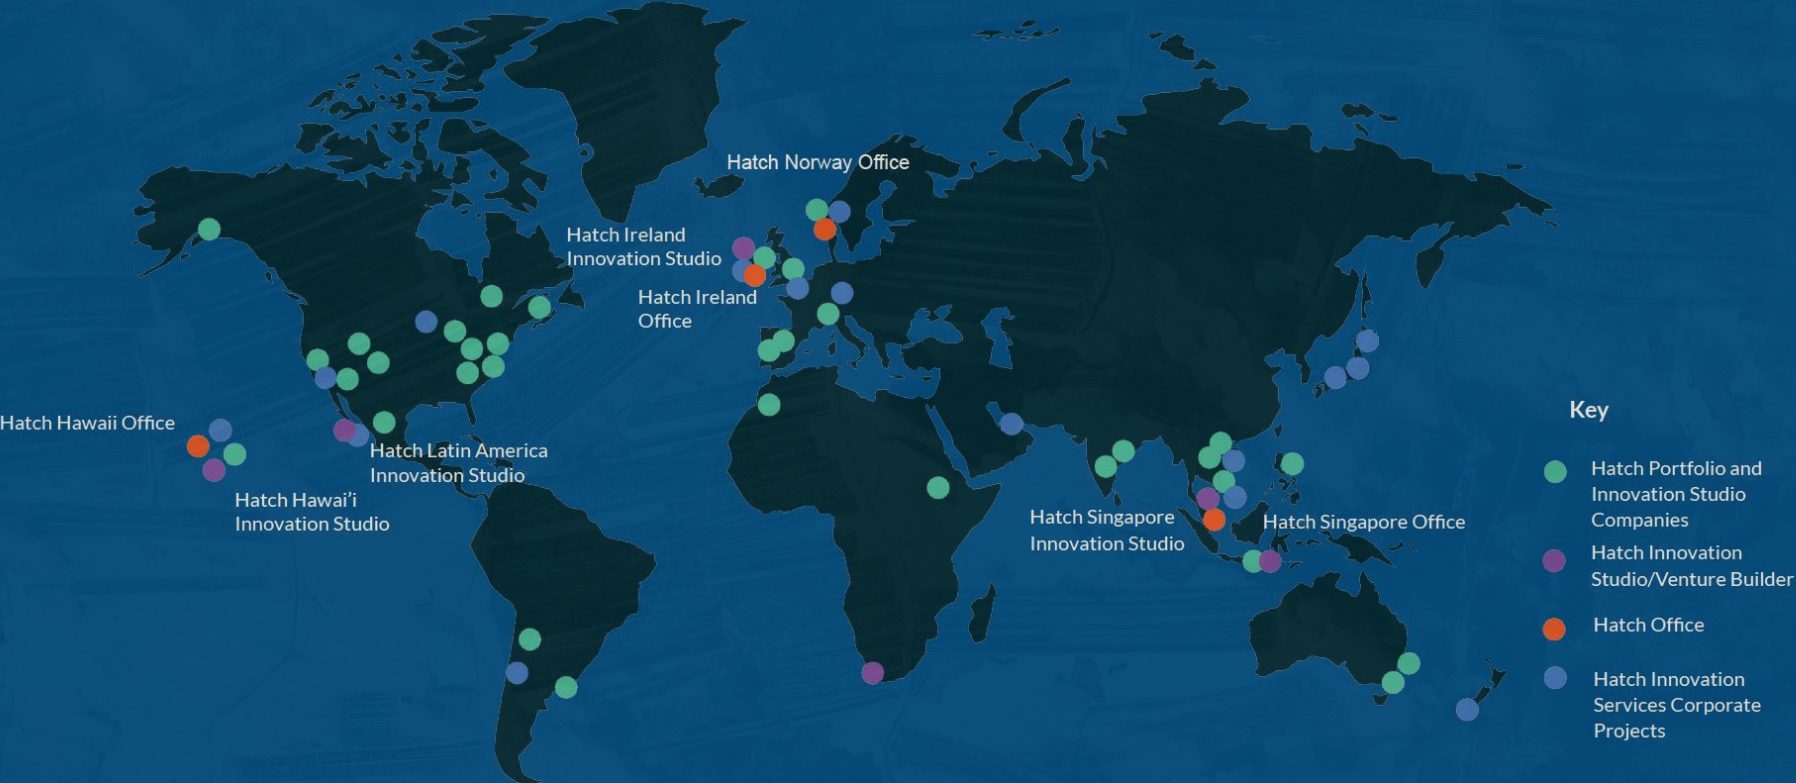 Hatch Norway Office
Hatch Ireland
Innovation Studio
Hatch Ireland
Office
Hatch Hawaii Office
Hatch Latin America
Innovation Studio
Hatch Hawai’i
Innovation Studio
Hatch Singapore
Innovation Studio
Hatch Singapore Office
Key
Hatch Portfolio and
Innovation Studio
Companies
Hatch Innovation
Studio/Venture Builder
Hatch Office
Hatch Innovation
Services Corporate
Projects